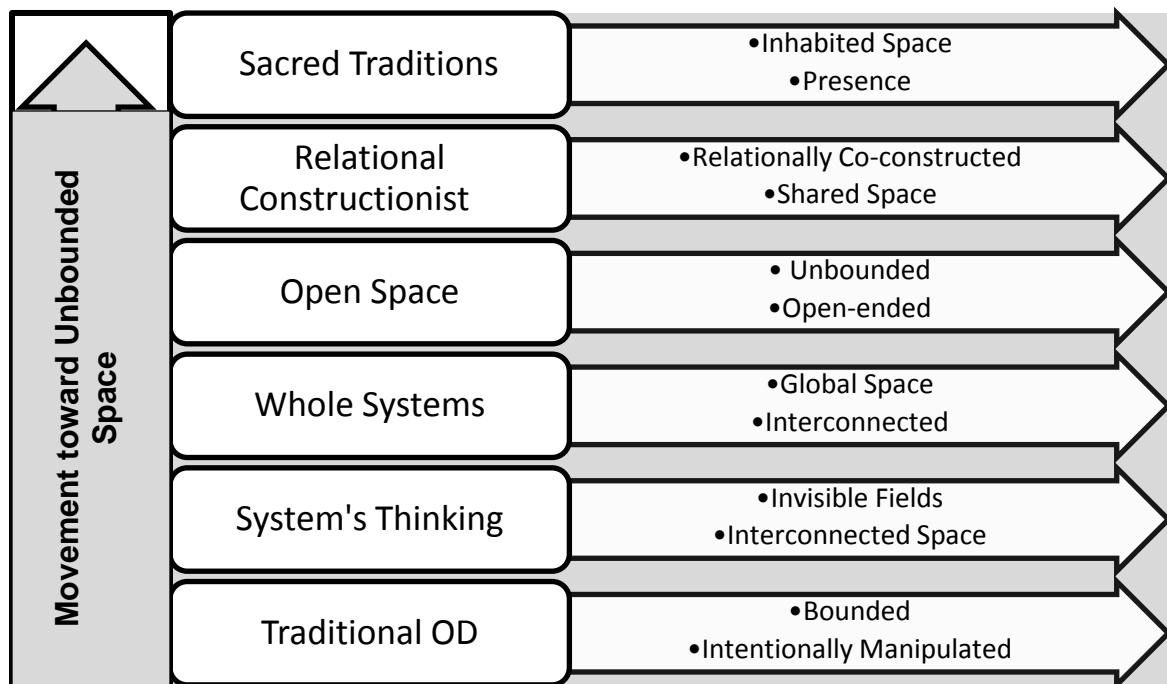 Sacred Traditions
•Inhabited Space
•Presence
Relational
Constructionist
•Relationally Co-constructed
•Shared Space
Open Space
• Unbounded
•Open-ended
Whole Systems
•Global Space
•Interconnected
System's Thinking
•Invisible Fields
•Interconnected Space
Traditional OD
•Bounded
•Intentionally Manipulated
Movement toward Unbounded
Space